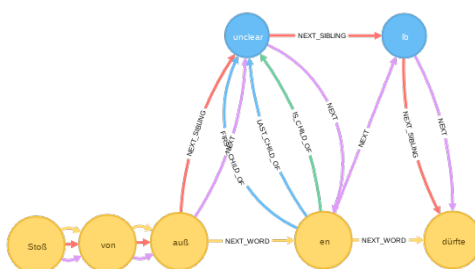 unclear
NEXT_SIBLING
lb
NEXT_SIBLING
NEXT
FIRST_CHILD_OF
LAST_CHILD_OF
IS_CHILD_OF
NEXT
NEXT
NEXT_SIBLING
NEXT
Stoß
von
auß
NEXT_WORD
en
NEXT_WORD
dürfte